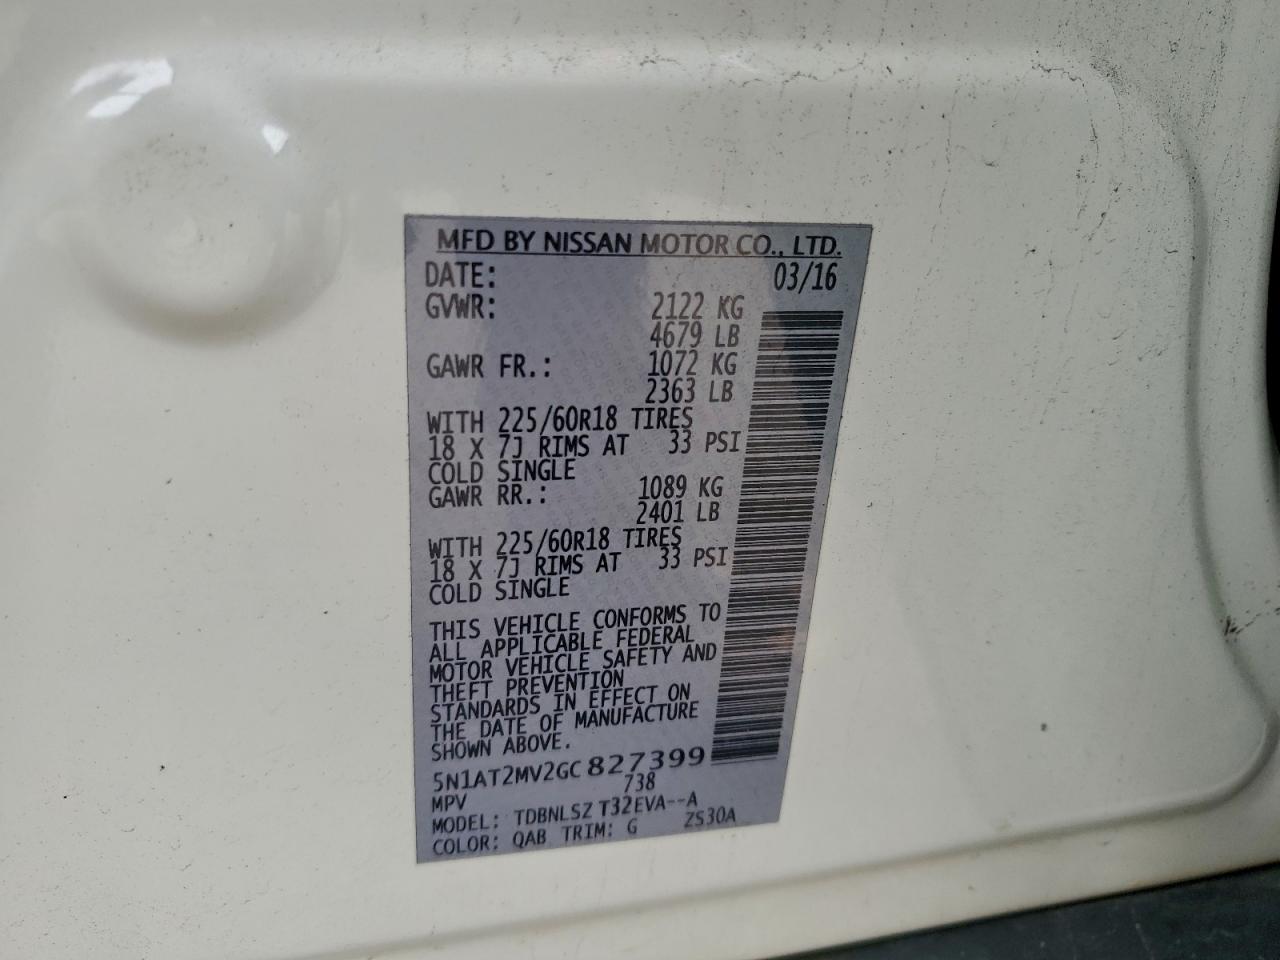 MFD BY NISSAN MOTOR CO., LTD.
DATE: 03/16
GVWR: 2122 KG
4679 LB
GAWR FR.: 1072 KG
2363 LB
WITH 225/60R18 TIRES
18 X 7J RIMS AT 33 PSI
COLD SINGLE
GAWR RR.: 1089 KG
2401 LB
WITH 225/60R18 TIRES
18 X 7J RIMS AT 33 PSI
COLD SINGLE
THIS VEHICLE CONFORMS TO
ALL APPLICABLE FEDERAL
MOTOR VEHICLE SAFETY AND
THEFT PREVENTION
STANDARDS IN EFFECT ON
THE DATE OF MANUFACTURE
SHOWN ABOVE.
5N1AT2MV2GC827399
MPV 738
MODEL: TDBNLSZ T32EVA--A
COLOR: QAB TRIM: G ZS30A